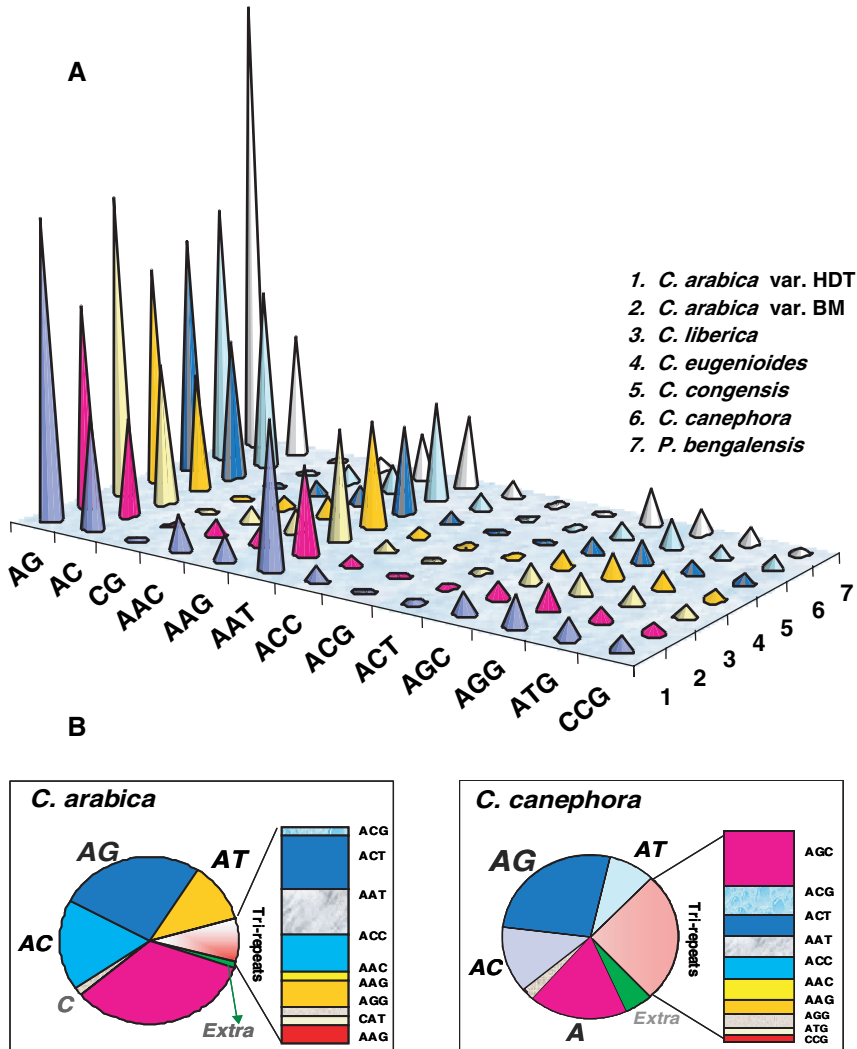 A
1. C. arabica var. HDT
2. C. arabica var. BM
3. C. liberica
4. C. eugenioides
5. C. congensis
6. C. canephora
7. P. bengalensis
AG
AC
CG
AAC
AAG
AAT
ACC
ACG
ACT
AGC
AGG
ATG
CCG
1
2
3
4
5
6
7
B
C. arabica
AG
AT
AC
C
Extra
Tri-repeats
ACG
ACT
AAT
ACC
AAC
AAG
AGG
CAT
AAG
C. canephora
AG
AT
AC
A
Extra
Tri-repeats
AGC
ACG
ACT
AAT
ACC
AAC
AAG
AGG
ATG
CCG